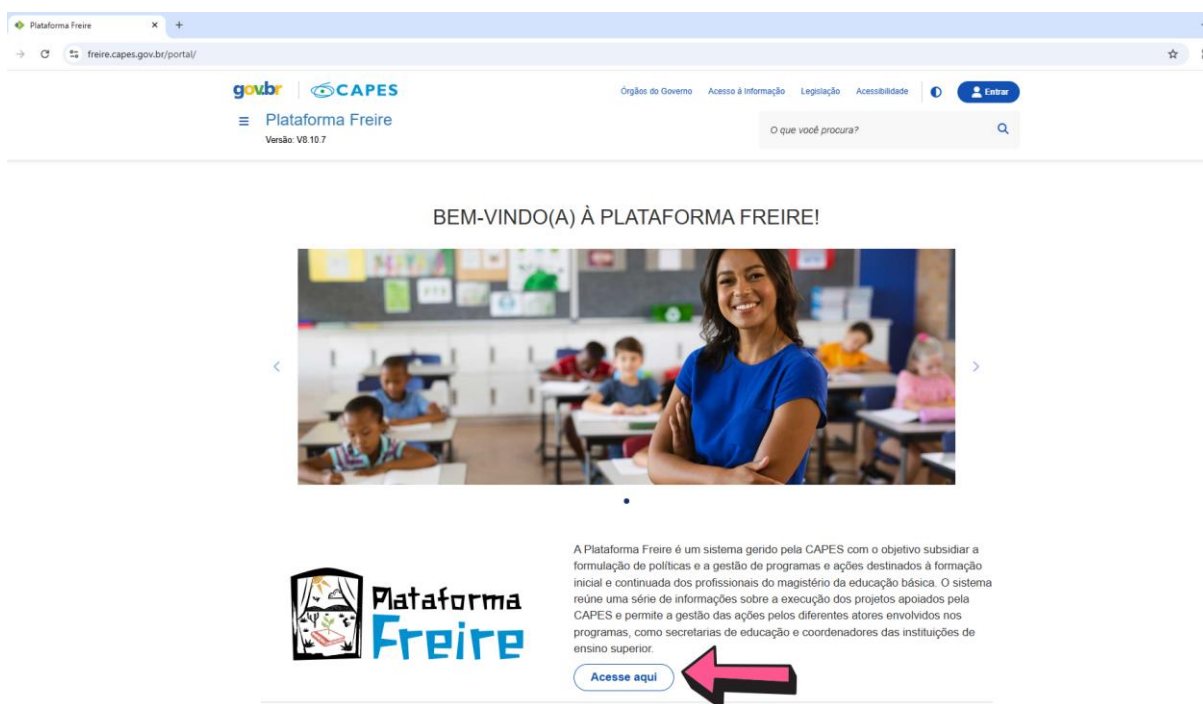 Plataforma Freire
freire.capes.gov.br/portal/
gov.br CAPES
Órgãos do Governo Acesso à Informação Legislação Acessibilidade Entrar
Plataforma Freire
Versão: V8.10.7
O que você procura?
BEM-VINDO(A) À PLATAFORMA FREIRE!
Plataforma
Freire
A Plataforma Freire é um sistema gerido pela CAPES com o objetivo subsidiar a
formulação de políticas e a gestão de programas e ações destinados à formação
inicial e continuada dos profissionais do magistério da educação básica. O sistema
reúne uma série de informações sobre a execução dos projetos apoiados pela
CAPES e permite a gestão das ações pelos diferentes atores envolvidos nos
programas, como secretarias de educação e coordenadores das instituições de
ensino superior.
Acesse aqui